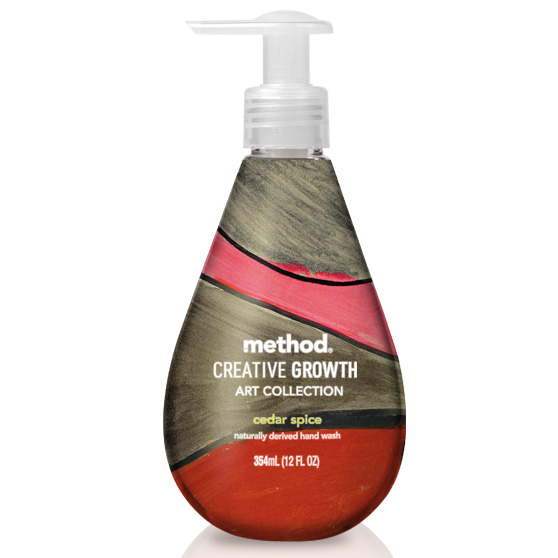 method®
CREATIVE GROWTH
ART COLLECTION
cedar spice
naturally derived hand wash
354mL (12 FL OZ)